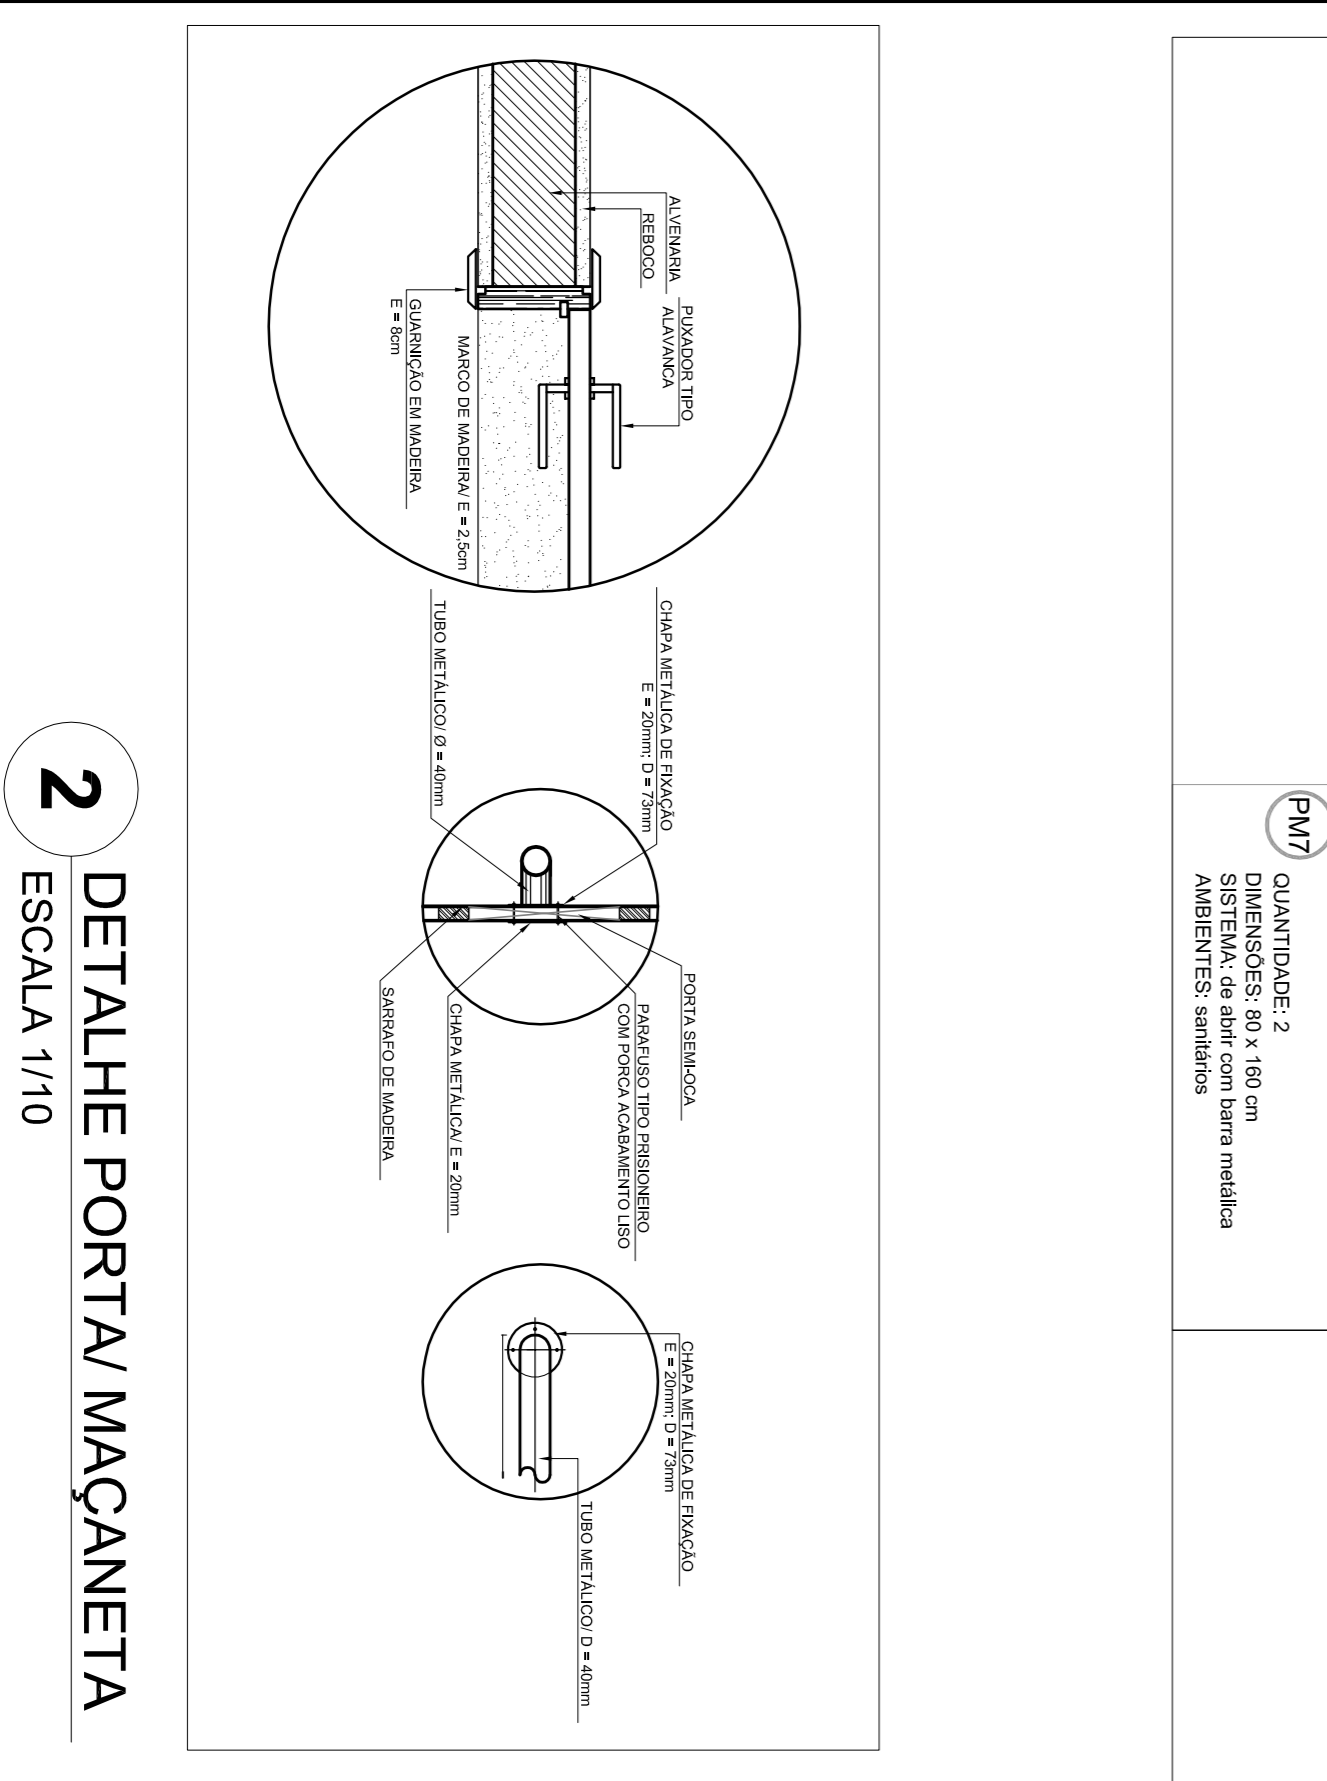 PM7
QUANTIDADE: 2
DIMENSÕES: 80 x 160 cm
SISTEMA: de abrir com barra metálica
AMBIENTES: sanitários
ALVENARIA
REBOCO
PUXADOR TIPO
ALAVANCA
MARCO DE MADEIRA/ E = 2,5cm
GUARNIÇÃO EM MADEIRA
E = 8cm
CHAPA METÁLICA DE FIXAÇÃO
E = 20mm; D = 73mm
TUBO METÁLICO/ Ø = 40mm
PORTA SEMI-OCA
PARAFUSO TIPO PRISIONEIRO
COM PORCA ACABAMENTO LISO
CHAPA METÁLICA/ E = 20mm
SARRAFO DE MADEIRA
CHAPA METÁLICA DE FIXAÇÃO
E = 20mm; D = 73mm
TUBO METÁLICO/ D = 40mm
2
DETALHE PORTA/ MAÇANETA
ESCALA 1/10